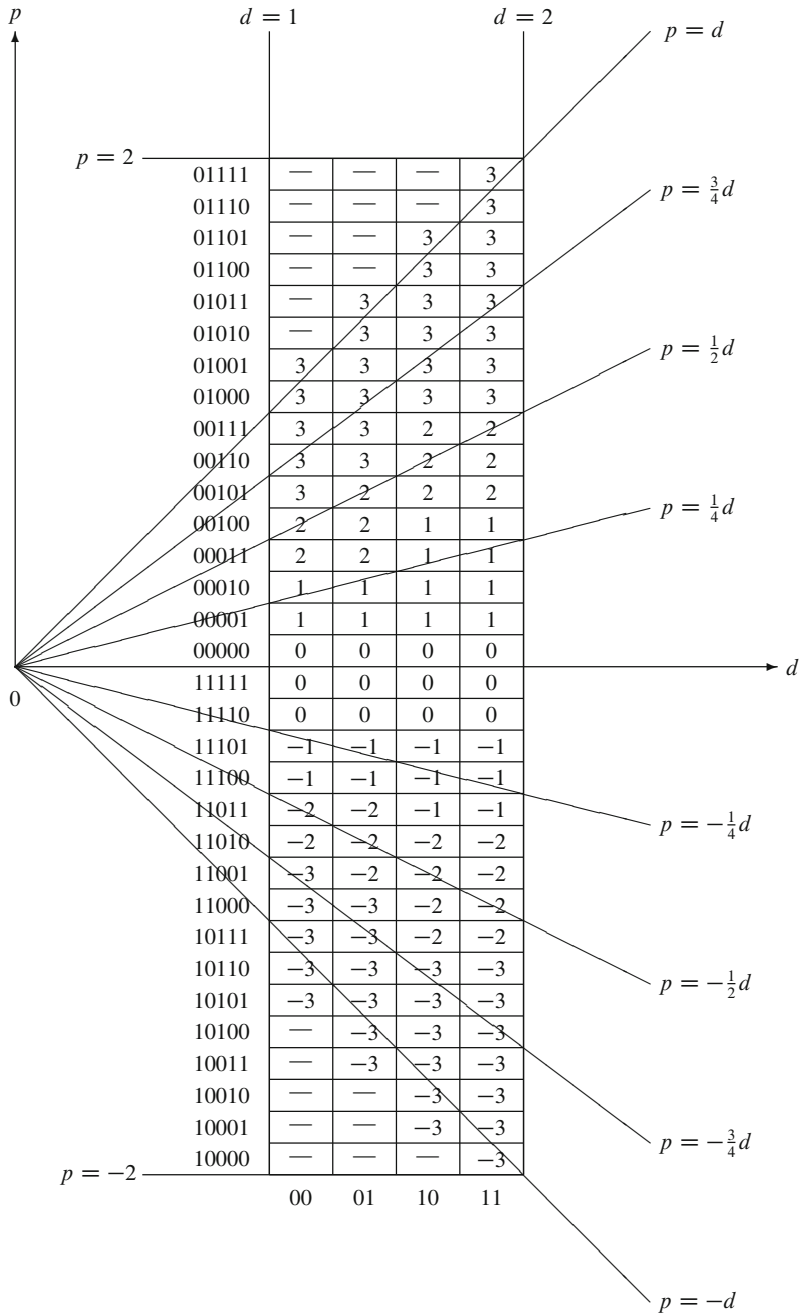 p
d = 1
d = 2
p = d
p = 2
01111 — — — 3
p = 3/4 d
01110 — — — 3
01101 — — 3 3
01100 — — 3 3
01011 — 3 3 3
01010 — 3 3 3
p = 1/2 d
01001 3 3 3 3
01000 3 3 3 3
00111 3 3 2 2
00110 3 3 2 2
00101 3 2 2 2
p = 1/4 d
00100 2 2 1 1
00011 2 2 1 1
00010 1 1 1 1
00001 1 1 1 1
00000 0 0 0 0
d
0
11111 0 0 0 0
11110 0 0 0 0
11101 −1 −1 −1 −1
11100 −1 −1 −1 −1
11011 −2 −2 −1 −1
p = −1/4 d
11010 −2 −2 −2 −2
11001 −3 −2 −2 −2
11000 −3 −3 −2 −2
10111 −3 −3 −2 −2
10110 −3 −3 −3 −3
p = −1/2 d
10101 −3 −3 −3 −3
10100 — −3 −3 −3
10011 — −3 −3 −3
10010 — — −3 −3
10001 — — −3 −3
p = −3/4 d
10000 — — — −3
p = −2
00 01 10 11
p = −d